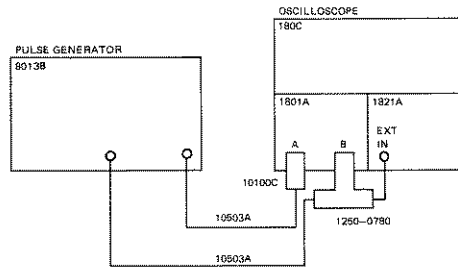 OSCILLOSCOPE
180C
PULSE GENERATOR
8013B
1801A
1821A
EXT
IN
A
B
10100C
10503A
1250-0780
10503A